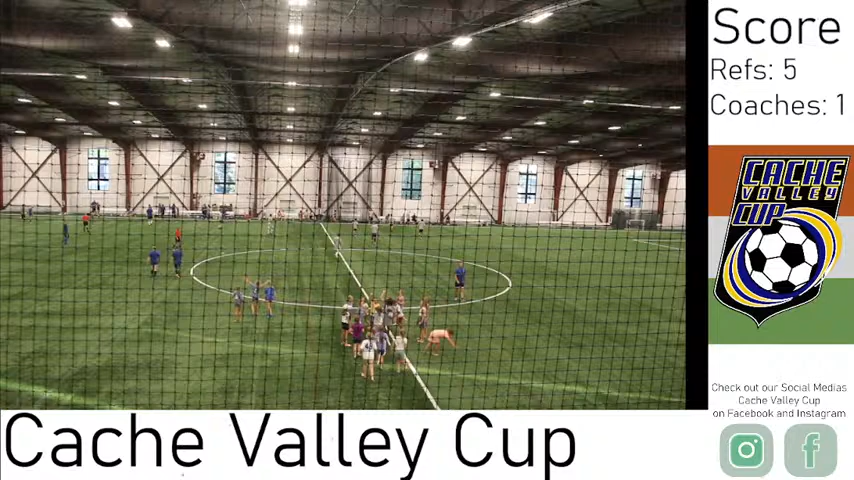 Score
Refs: 5
Coaches: 1
CACHE
VALLEY
CUP
Check out our Social Medias
Cache Valley Cup
on Facebook and Instagram
Cache Valley Cup